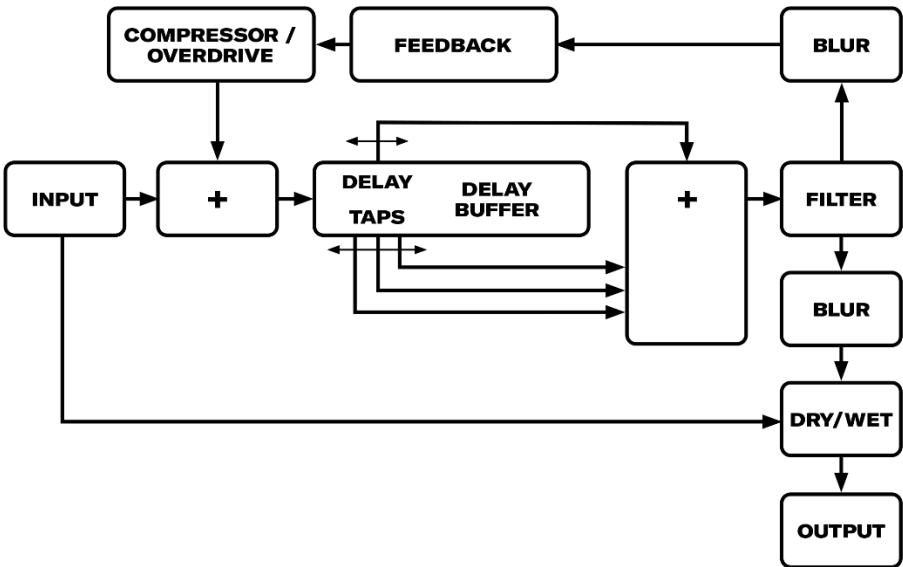 COMPRESSOR /
OVERDRIVE
FEEDBACK
BLUR
INPUT
+
DELAY
TAPS
DELAY
BUFFER
+
FILTER
BLUR
DRY/WET
OUTPUT